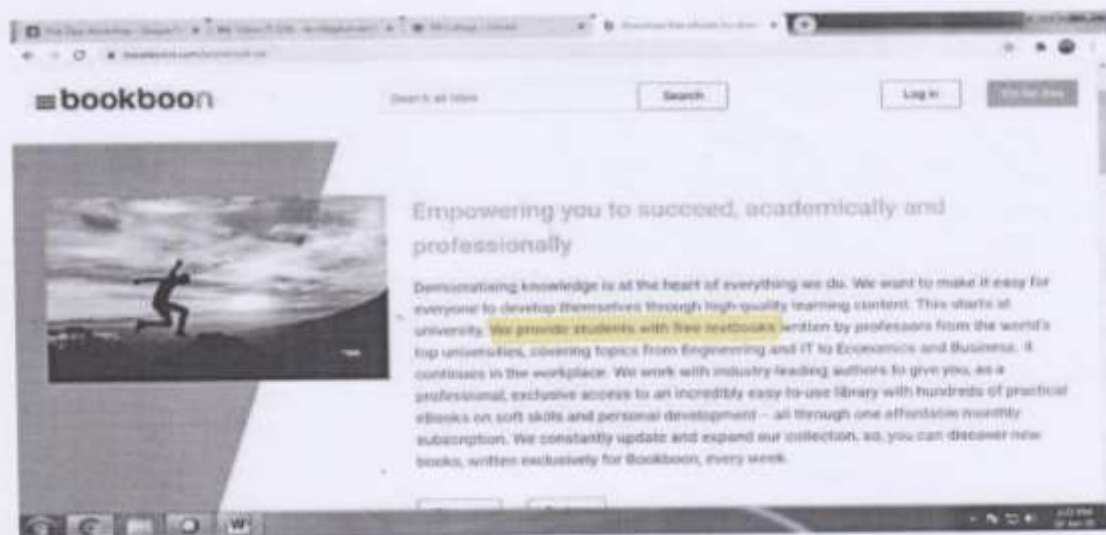 bookboon
Search all titles
Search
Log in
Empowering you to succeed, academically and
professionally
Democratising knowledge is at the heart of everything we do. We want to make it easy for
everyone to develop themselves through high quality learning content. This starts at
university. We provide students with free textbooks written by professors from the world's
top universities, covering topics from Engineering and IT to Economics and Business. It
continues in the workplace. We work with industry-leading authors to give you, as a
professional, exclusive access to an incredibly easy-to-use library with hundreds of practical
eBooks on soft skills and personal development – all through one affordable monthly
subscription. We constantly update and expand our collection, so, you can discover new
books, written exclusively for Bookboon, every week.
W